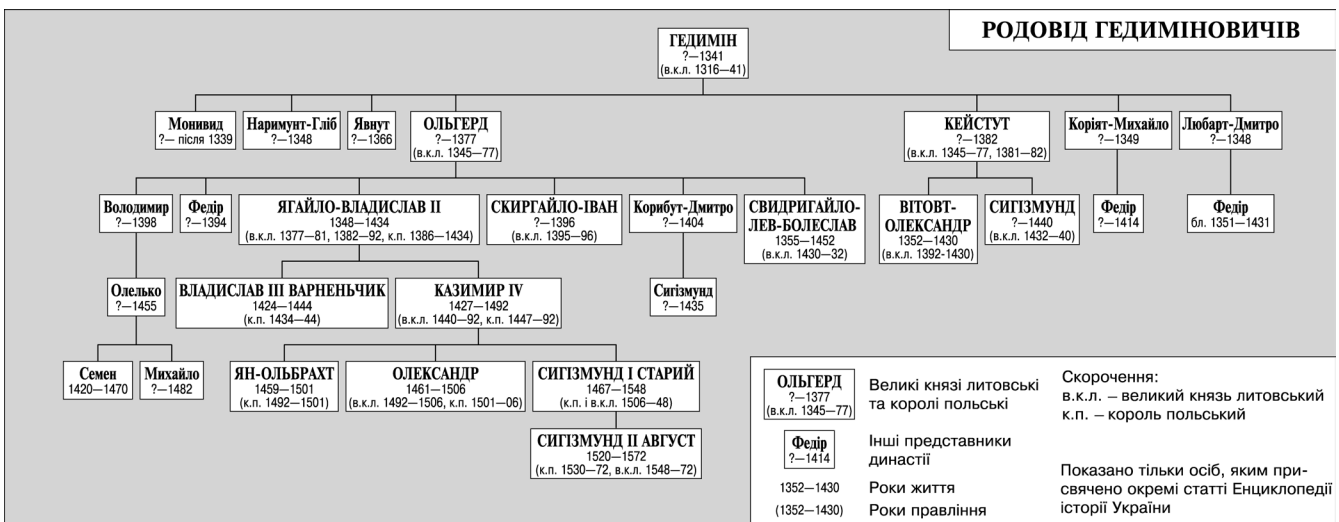 РОДОВІД ГЕДИМІНОВИЧІВ
ГЕДИМІН
?—1341
(в.к.л. 1316—41)
Монивид
?— після 1339
Наримунт-Гліб
?—1348
Явнут
?—1366
ОЛЬГЕРД
?—1377
(в.к.л. 1345—77)
КЕЙСТУТ
?—1382
(в.к.л. 1345—77, 1381—82)
Коріят-Михайло
?—1349
Любарт-Дмитро
?—1348
Володимир
?—1398
Федір
?—1394
ЯГАЙЛО-ВЛАДИСЛАВ II
1348—1434
(в.к.л. 1377—81, 1382—92, к.п. 1386—1434)
СКИРГАЙЛО-ІВАН
?—1396
(в.к.л. 1395—96)
Корибут-Дмитро
?—1404
СВИДРИГАЙЛО-
ЛЕВ-БОЛЕСЛАВ
1355—1452
(в.к.л. 1430—32)
ВІТОВТ-
ОЛЕКСАНДР
1352—1430
(в.к.л. 1392-1430)
СИГІЗМУНД
?—1440
(в.к.л. 1432—40)
Федір
?—1414
Федір
бл. 1351—1431
Олелько
?—1455
ВЛАДИСЛАВ III ВАРНЕНЬЧИК
1424—1444
(к.п. 1434—44)
КАЗИМИР IV
1427—1492
(в.к.л. 1440—92, к.п. 1447—92)
Сигізмунд
?—1435
Семен
1420—1470
Михайло
?—1482
ЯН-ОЛЬБРАХТ
1459—1501
(к.п. 1492—1501)
ОЛЕКСАНДР
1461—1506
(в.к.л. 1492—1506, к.п. 1501—06)
СИГІЗМУНД I СТАРИЙ
1467—1548
(к.п. і в.к.л. 1506—48)
СИГІЗМУНД II АВГУСТ
1520—1572
(к.п. 1530—72, в.к.л. 1548—72)
ОЛЬГЕРД
?—1377
(в.к.л. 1345—77)
Великі князі литовські
та королі польські
Федір
?—1414
Інші представники
династії
1352—1430 Роки життя
(1352—1430) Роки правління
Скорочення:
в.к.л. – великий князь литовський
к.п. – король польський
Показано тільки осіб, яким при-
свячено окремі статті Енциклопедії
історії України